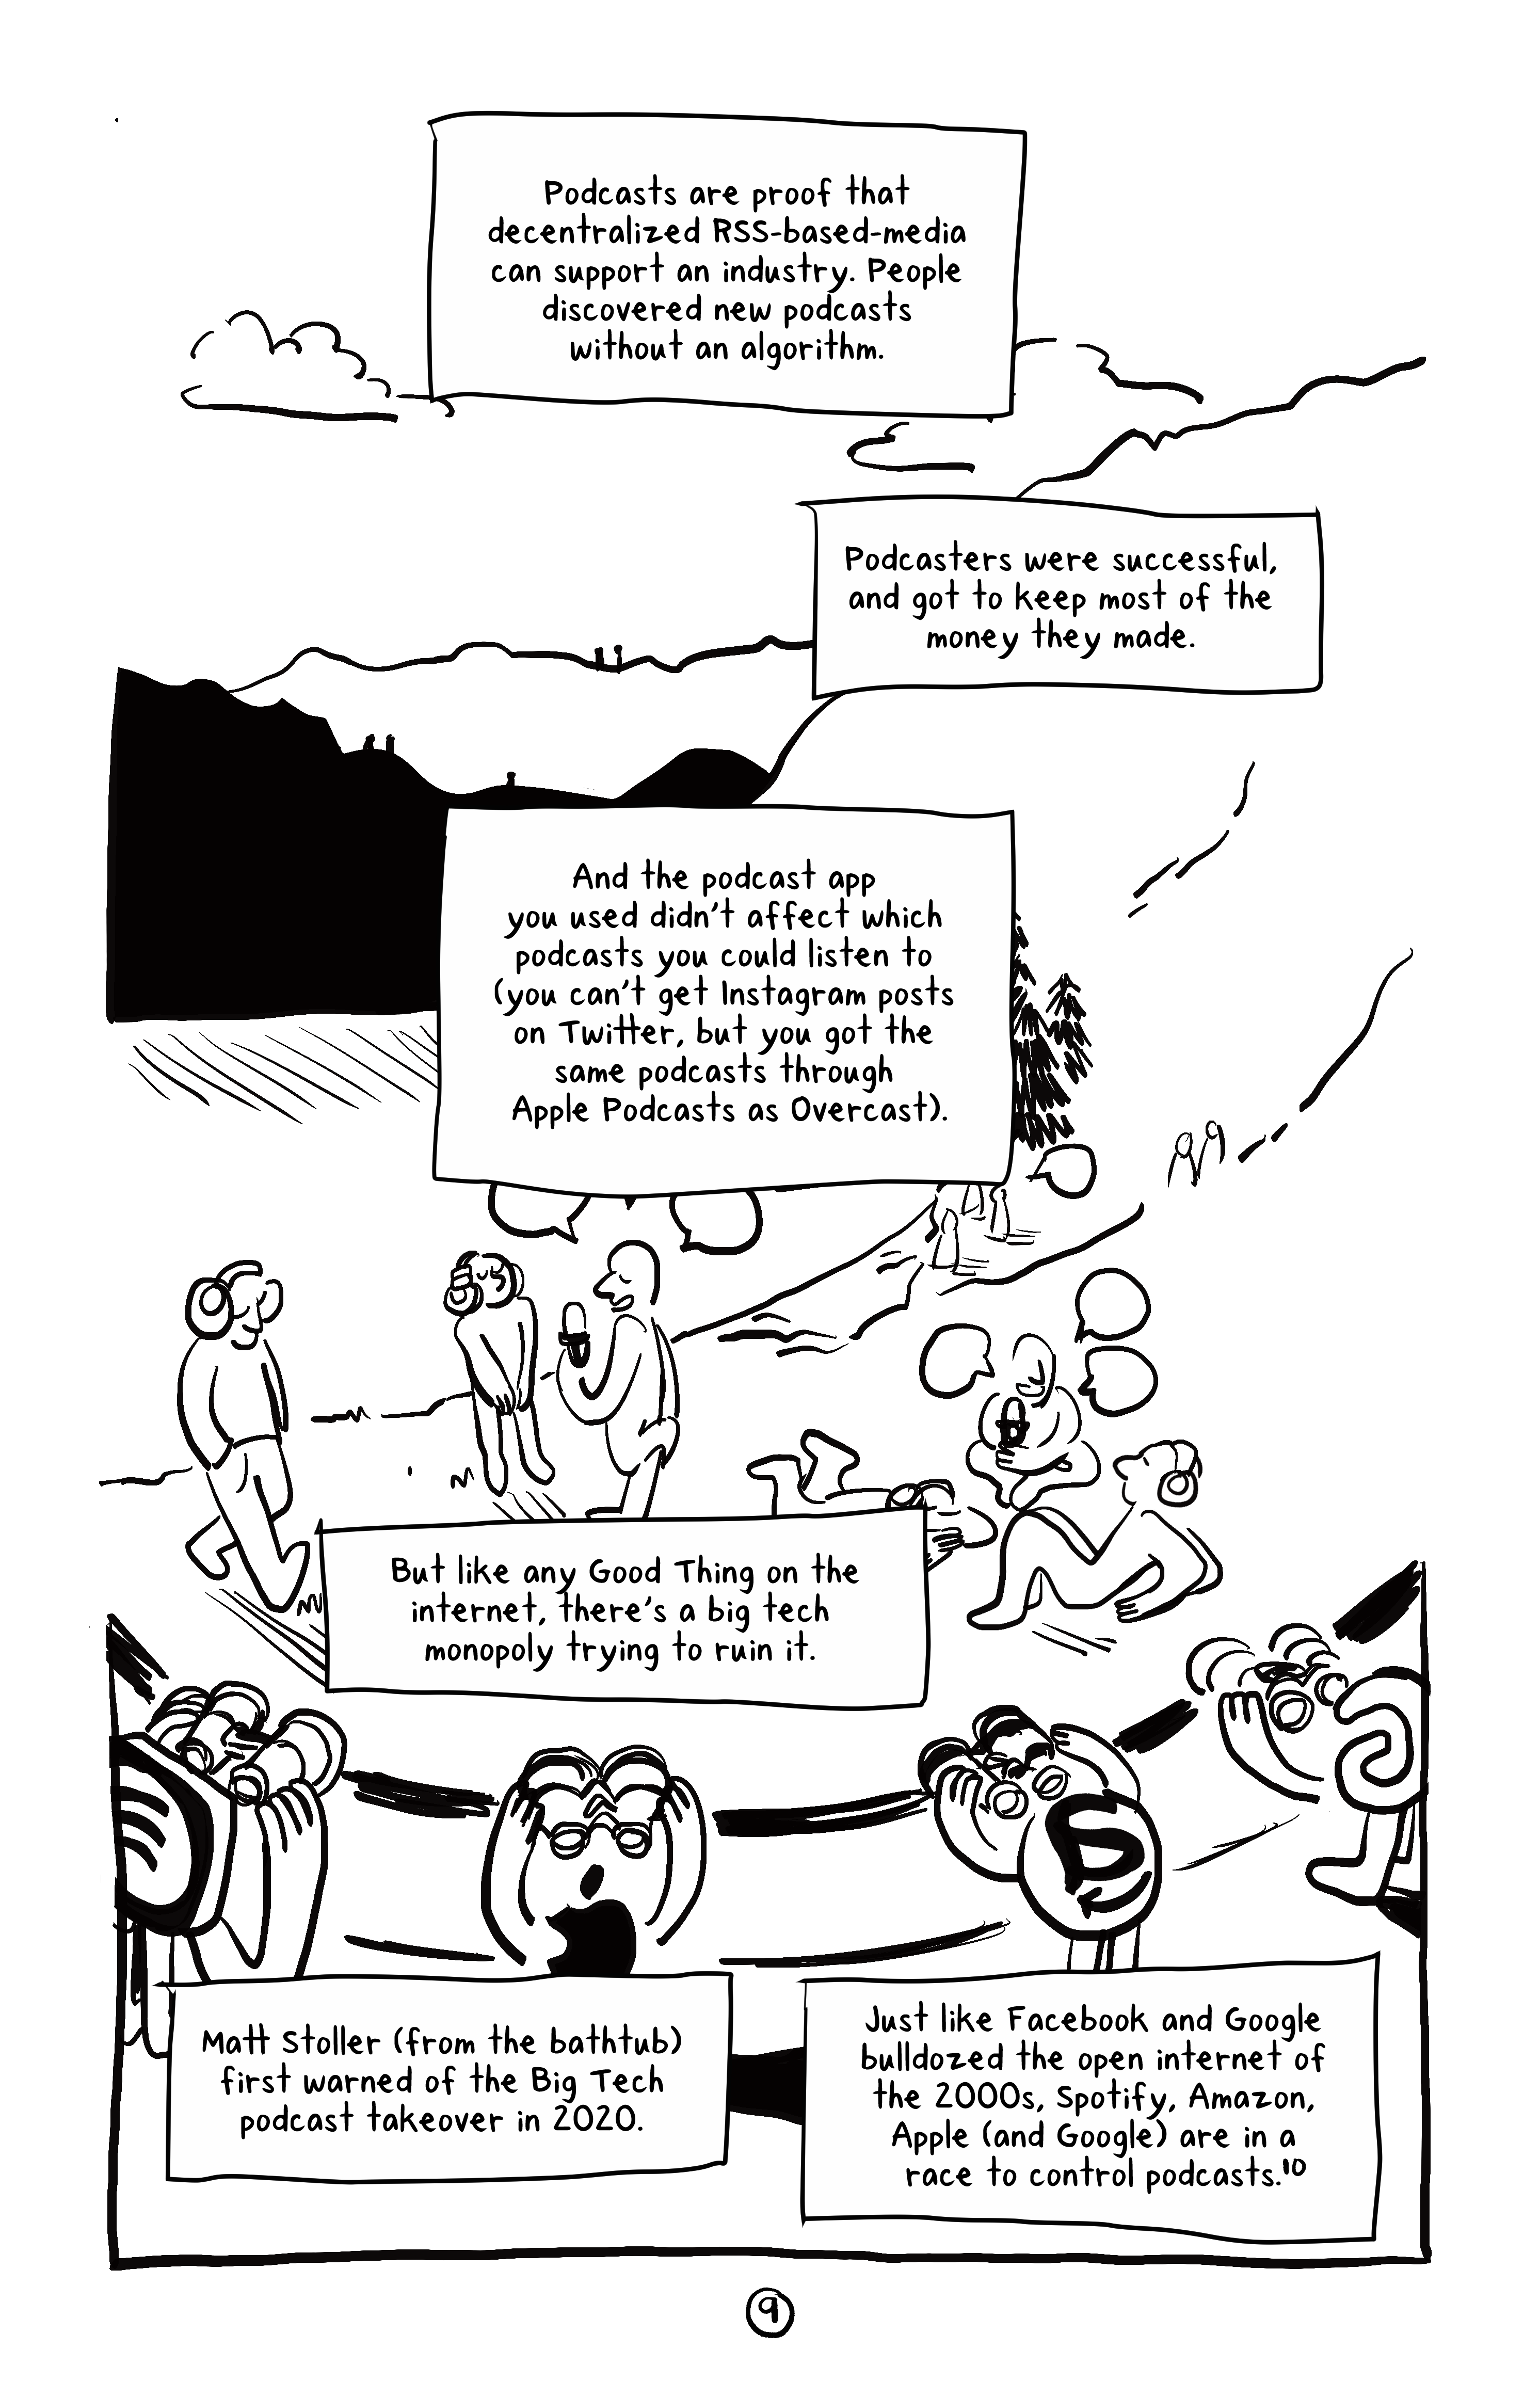 Podcasts are proof that
decentralized RSS-based-media
can support an industry. People
discovered new podcasts
without an algorithm.
Podcasters were successful,
and got to keep most of the
money they made.
And the podcast app
you used didn't affect which
podcasts you could listen to
(you can't get Instagram posts
on Twitter, but you got the
same podcasts through
Apple Podcasts as Overcast).
But like any Good Thing on the
internet, there's a big tech
monopoly trying to ruin it.
Matt Stoller (from the bathtub)
first warned of the Big Tech
podcast takeover in 2020.
Just like Facebook and Google
bulldozed the open internet of
the 2000s, Spotify, Amazon,
Apple (and Google) are in a
race to control podcasts.¹⁰
9